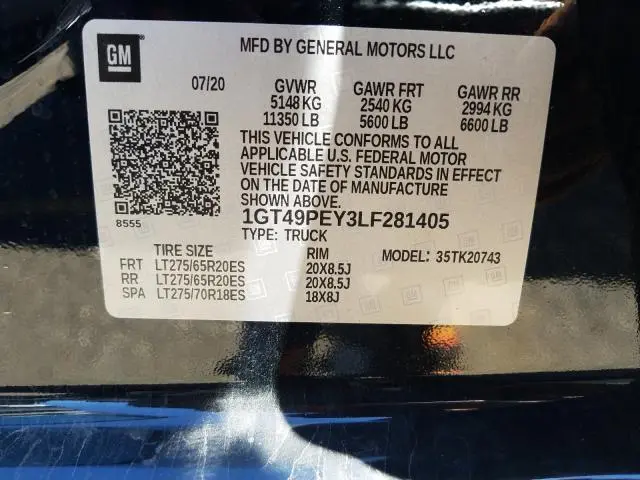 GM
MFD BY GENERAL MOTORS LLC
07/20 GVWR GAWR FRT GAWR RR
5148 KG 2540 KG 2994 KG
11350 LB 5600 LB 6600 LB
THIS VEHICLE CONFORMS TO ALL
APPLICABLE U.S. FEDERAL MOTOR
VEHICLE SAFETY STANDARDS IN EFFECT
ON THE DATE OF MANUFACTURE
SHOWN ABOVE.
8555 1GT49PEY3LF281405
TYPE: TRUCK
TIRE SIZE RIM MODEL: 35TK20743
FRT LT275/65R20ES 20X8.5J
RR LT275/65R20ES 20X8.5J
SPA LT275/70R18ES 18X8J